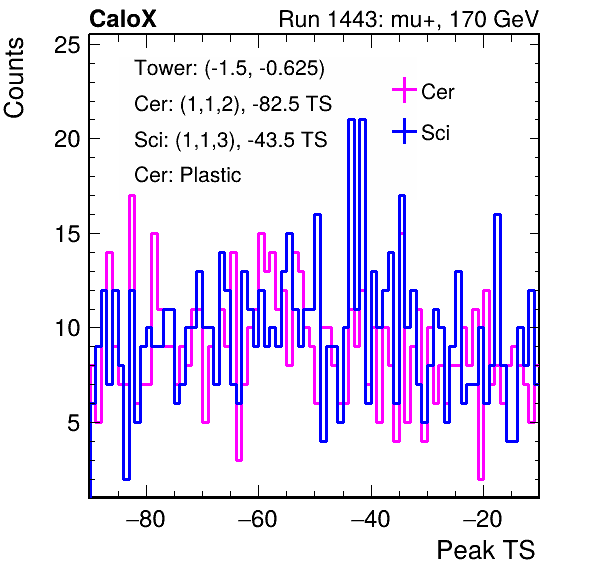 CaloX Run 1443: mu+, 170 GeV
Counts
25
20
15
10
5
Tower: (-1.5, -0.625)
Cer: (1,1,2), -82.5 TS
Sci: (1,1,3), -43.5 TS
Cer: Plastic
Cer
Sci
−80 −60 −40 −20
Peak TS